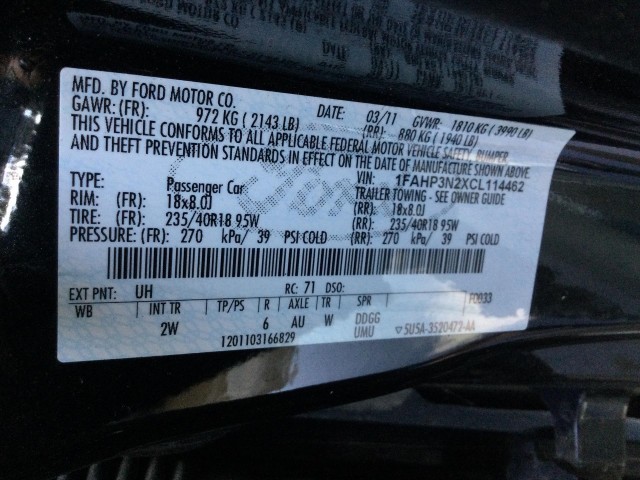 MFD. BY FORD MOTOR CO.
DATE: 03/11 GVWR: 1810 KG ( 3990 LB)
GAWR: (FR): 972 KG ( 2143 LB) (RR): 880 KG ( 1940 LB)
THIS VEHICLE CONFORMS TO ALL APPLICABLE FEDERAL MOTOR VEHICLE SAFETY, BUMPER,
AND THEFT PREVENTION STANDARDS IN EFFECT ON THE DATE OF MANUFACTURE SHOWN ABOVE.
VIN: 1FAHP3N2XCL114462
TYPE: Passenger Car TRAILER TOWING - SEE OWNER GUIDE
RIM: (FR): 18x8.0J (RR): 18x8.0J
TIRE: (FR): 235/40R18 95W (RR): 235/40R18 95W
PRESSURE: (FR): 270 kPa/ 39 PSI COLD (RR): 270 kPa/ 39 PSI COLD
EXT PNT: UH RC: 71 DSO: F0033
WB INT TR TP/PS R AXLE TR SPR
2W 6 AU W DDGG
UMU
1201103166829
5U5A-3520472-AA
Ford